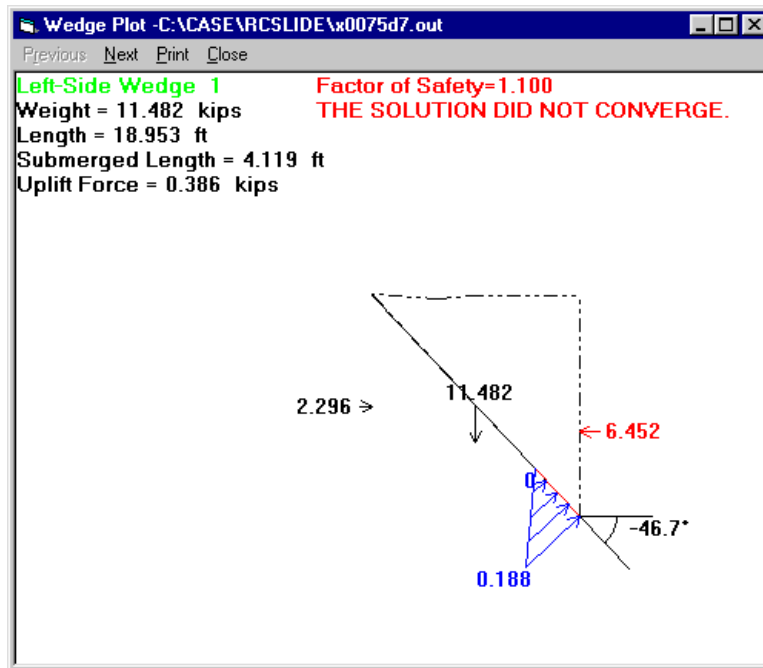 Wedge Plot -C:\CASE\RCSLIDE\x0075d7.out
Previous Next Print Close
Left-Side Wedge 1 Factor of Safety=1.100
Weight = 11.482 kips THE SOLUTION DID NOT CONVERGE.
Length = 18.953 ft
Submerged Length = 4.119 ft
Uplift Force = 0.386 kips
11.482
2.296
6.452
0
-46.7°
0.188